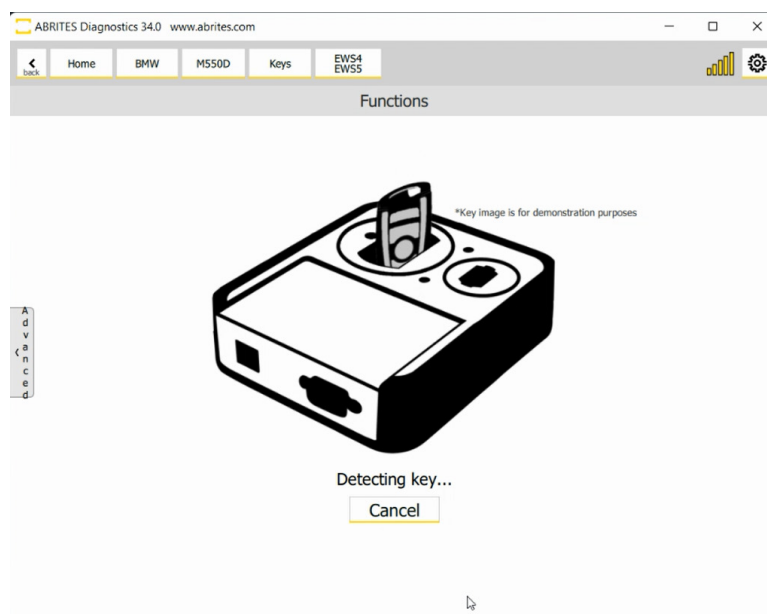 ABRITES Diagnostics 34.0 www.abrites.com
back
Home
BMW
M550D
Keys
EWS4
EWS5
Functions
*Key image is for demonstration purposes
Advanced
Detecting key...
Cancel